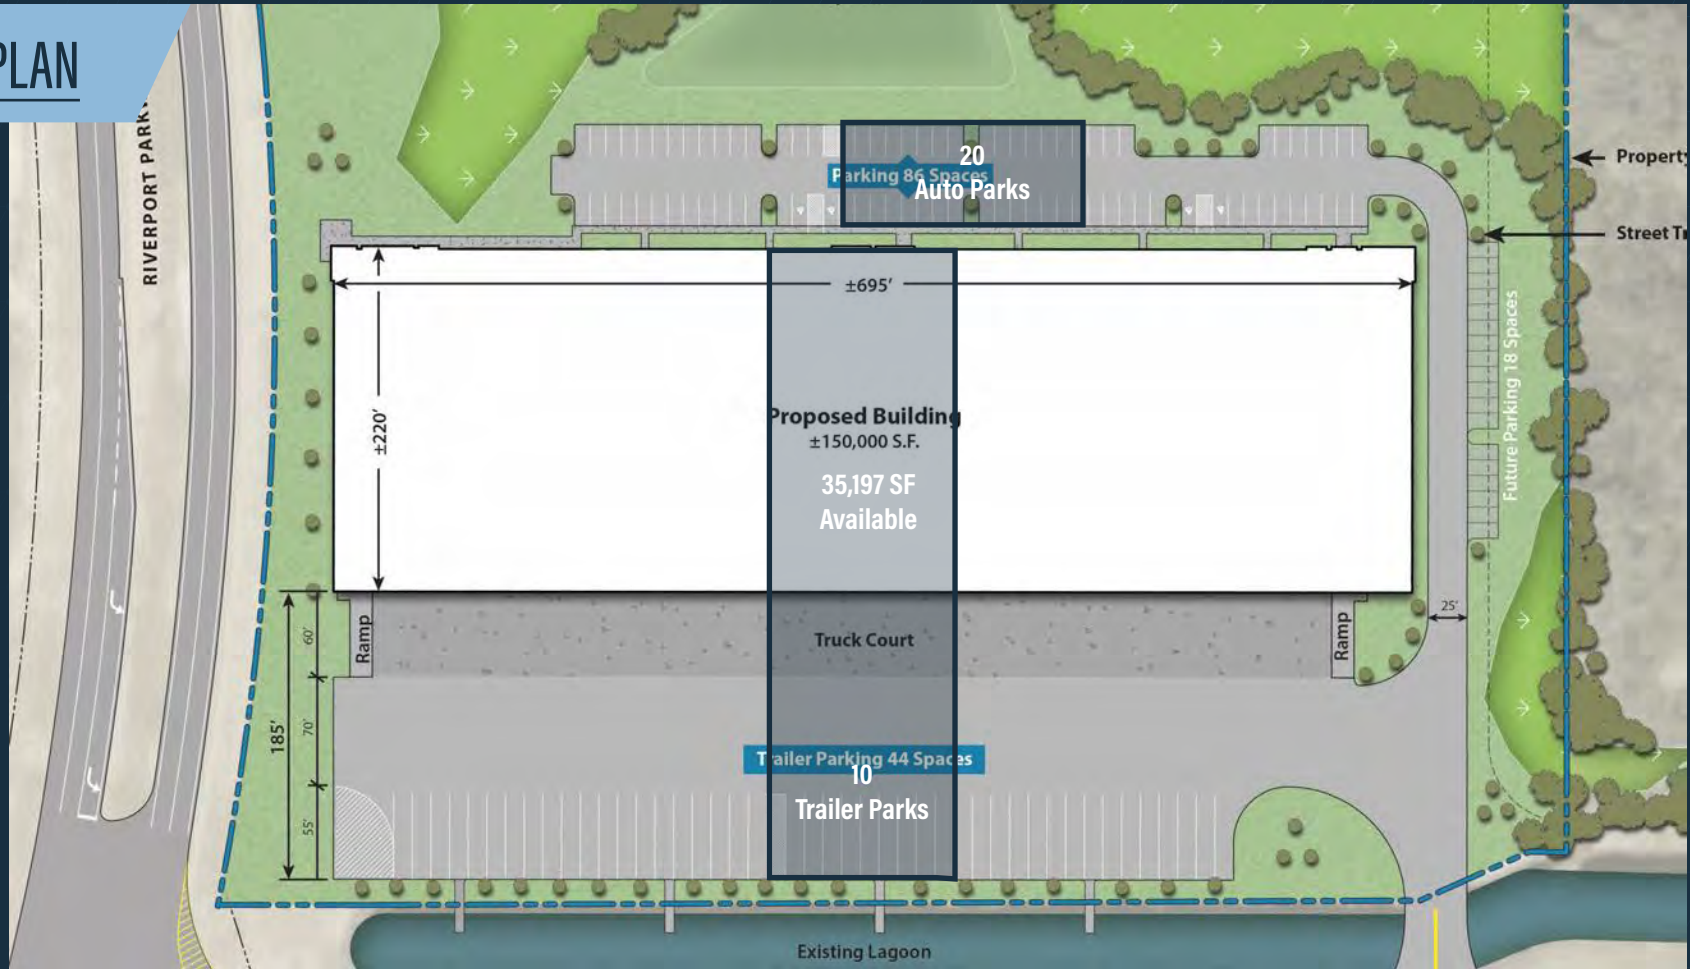 PLAN
RIVERPORT PARK
20
Parking 86 Spaces
Auto Parks
Property
Street
±695'
±220'
Proposed Building
±150,000 S.F.
35,197 SF
Available
Future Parking 18 Spaces
25'
60'
Ramp
Truck Court
Ramp
185'
70'
Trailer Parking 44 Spaces
10
Trailer Parks
55'
Existing Lagoon